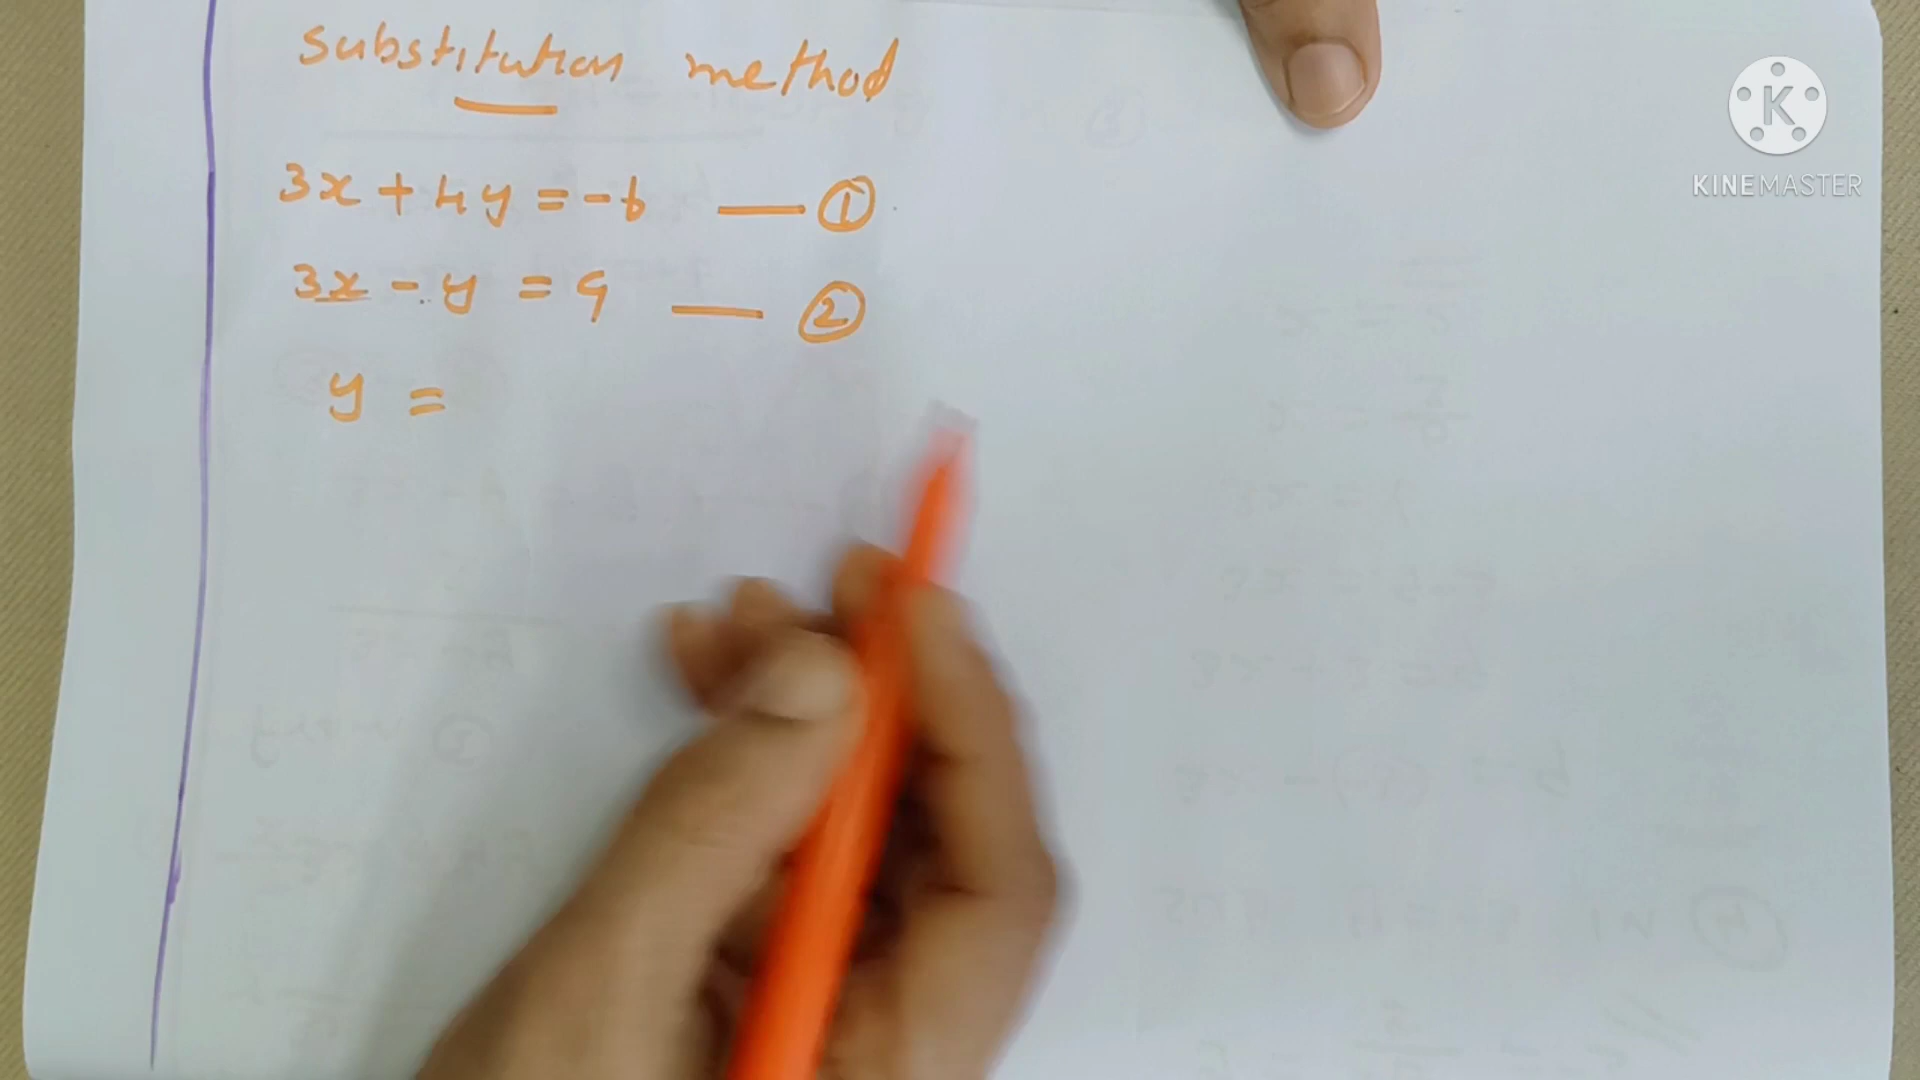 substitution method
3x + 4y = -6 — ①
3x - y = 9 — ②
y =
K
KINEMASTER